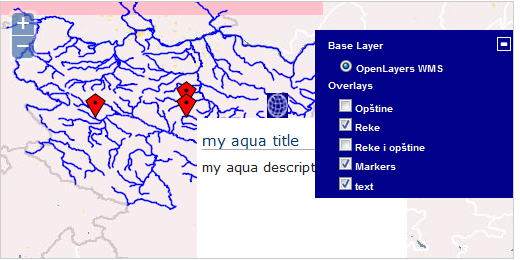 +
−
my aqua title
my aqua descript
Base Layer
OpenLayers WMS
Overlays
Opštine
Reke
Reke i opštine
Markers
text